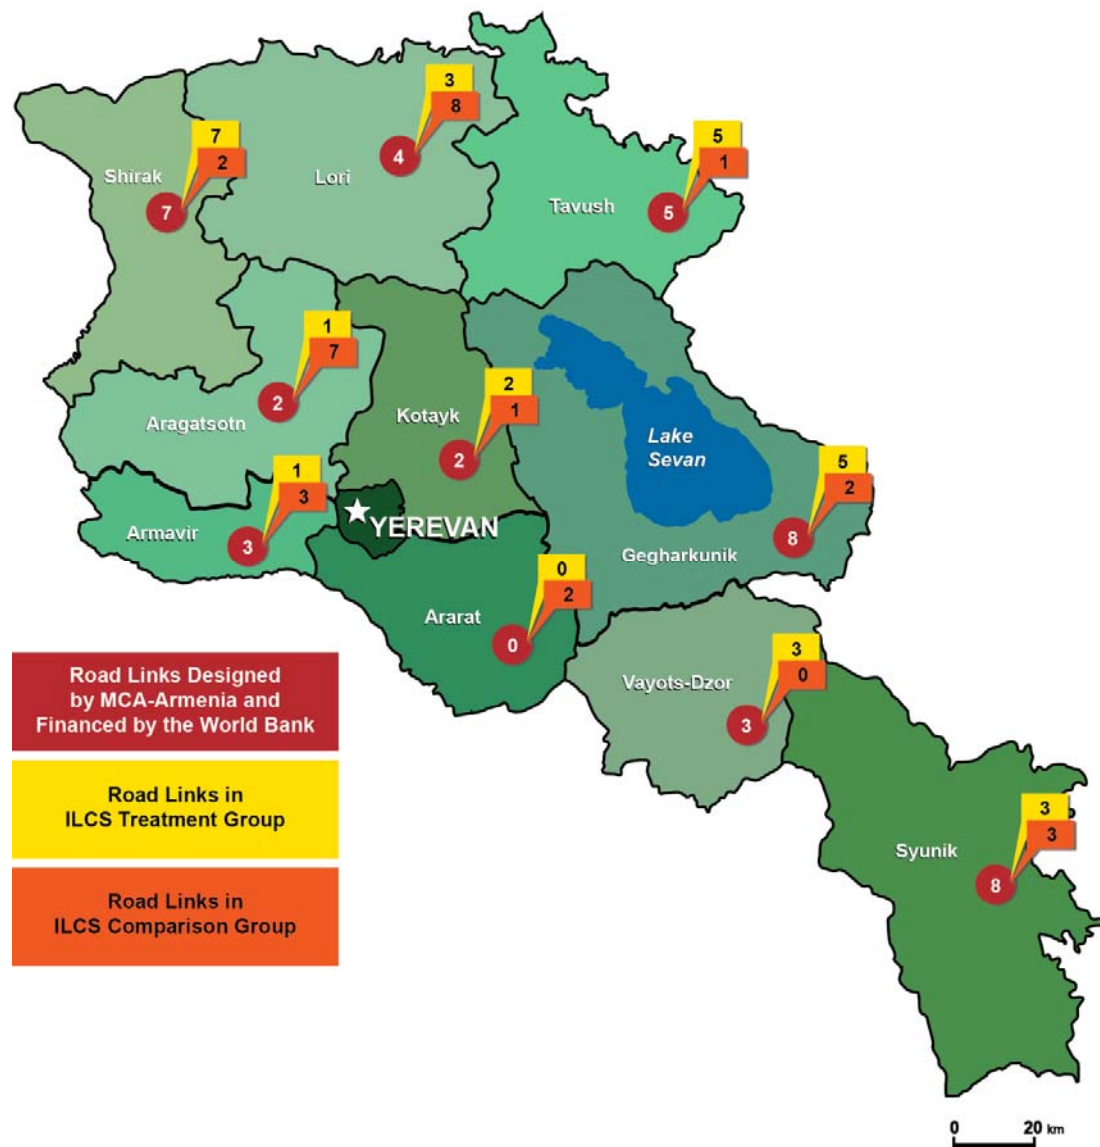 3
8
4
Lori
7
2
7
Shirak
5
1
5
Tavush
1
7
2
Aragatsotn
2
1
2
Kotayk
Lake
Sevan
5
2
8
Gegharkunik
1
3
3
Armavir
YEREVAN
0
2
0
Ararat
3
0
3
Vayots-Dzor
3
3
8
Syunik
Road Links Designed
by MCA-Armenia and
Financed by the World Bank
Road Links in
ILCS Treatment Group
Road Links in
ILCS Comparison Group
0 20 km